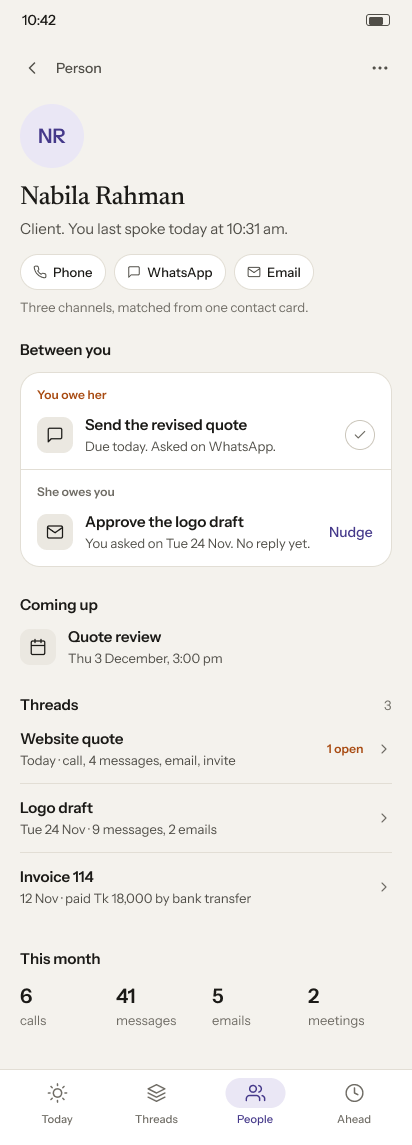 10:42
Person
NR
Nabila Rahman
Client. You last spoke today at 10:31 am.
Phone
WhatsApp
Email
Three channels, matched from one contact card.
Between you
You owe her
Send the revised quote
Due today. Asked on WhatsApp.
She owes you
Approve the logo draft
You asked on Tue 24 Nov. No reply yet.
Nudge
Coming up
Quote review
Thu 3 December, 3:00 pm
Threads
3
Website quote
Today · call, 4 messages, email, invite
1 open
Logo draft
Tue 24 Nov · 9 messages, 2 emails
Invoice 114
12 Nov · paid Tk 18,000 by bank transfer
This month
6
calls
41
messages
5
emails
2
meetings
Today
Threads
People
Ahead